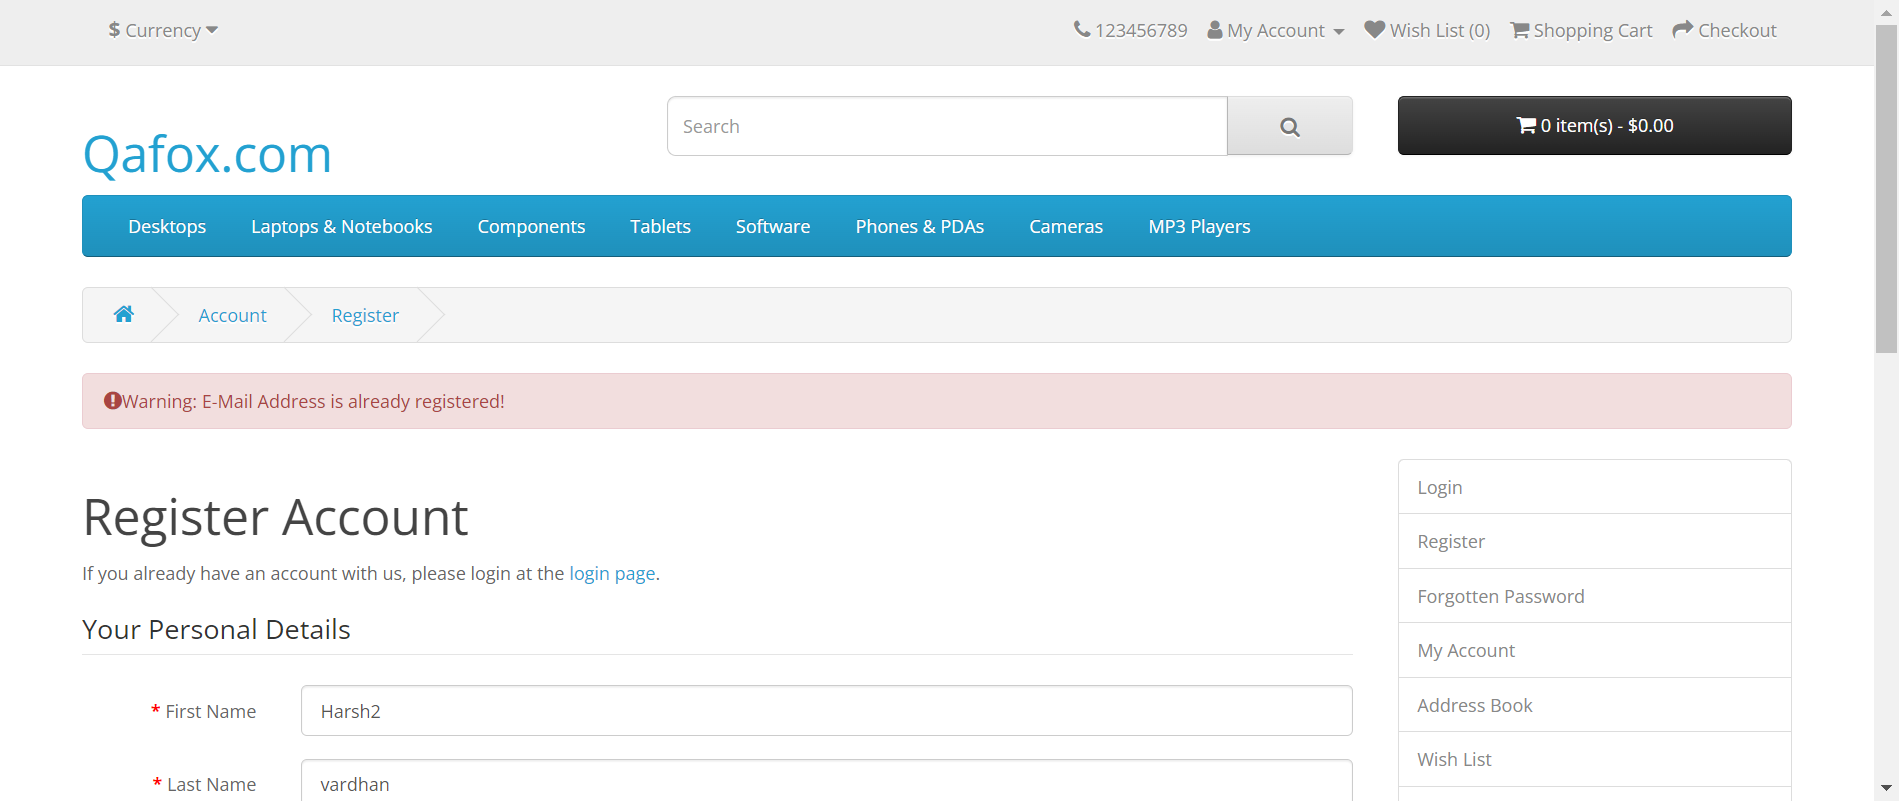 $ Currency
123456789 My Account Wish List (0) Shopping Cart Checkout
Qafox.com
Search
0 item(s) - $0.00
Desktops Laptops & Notebooks Components Tablets Software Phones & PDAs Cameras MP3 Players
Account Register
Warning: E-Mail Address is already registered!
Register Account
If you already have an account with us, please login at the login page.
Your Personal Details
* First Name Harsh2
* Last Name vardhan
Login
Register
Forgotten Password
My Account
Address Book
Wish List